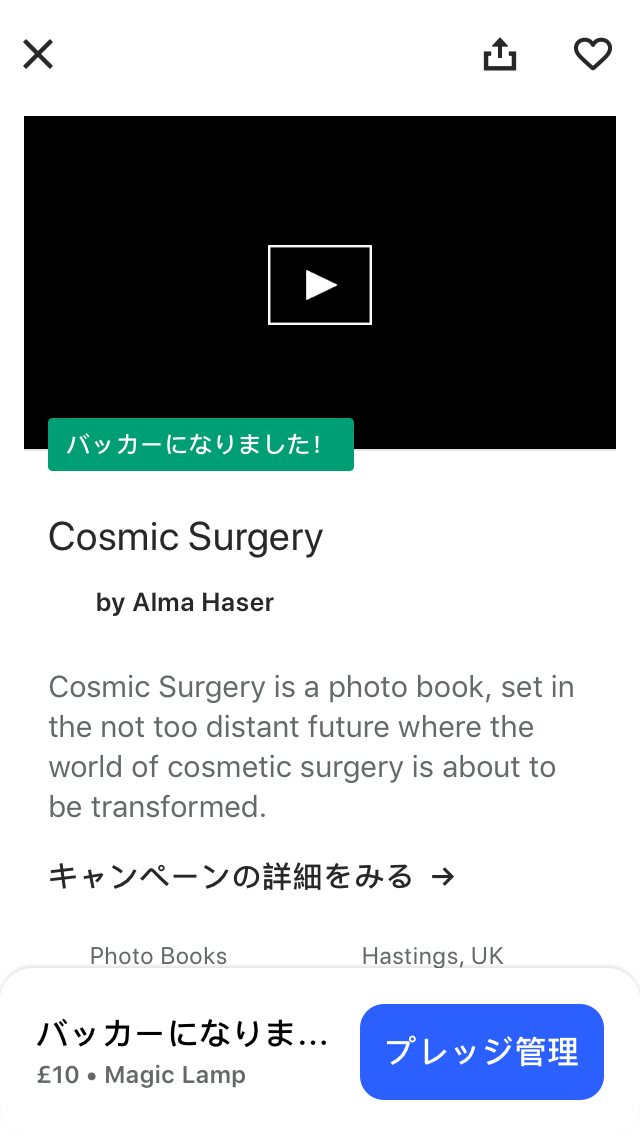 バッカーになりました!
Cosmic Surgery
by Alma Haser
Cosmic Surgery is a photo book, set in
the not too distant future where the
world of cosmetic surgery is about to
be transformed.
キャンペーンの詳細をみる →
Photo Books
Hastings, UK
バッカーになりま...
£10 • Magic Lamp
プレッジ管理